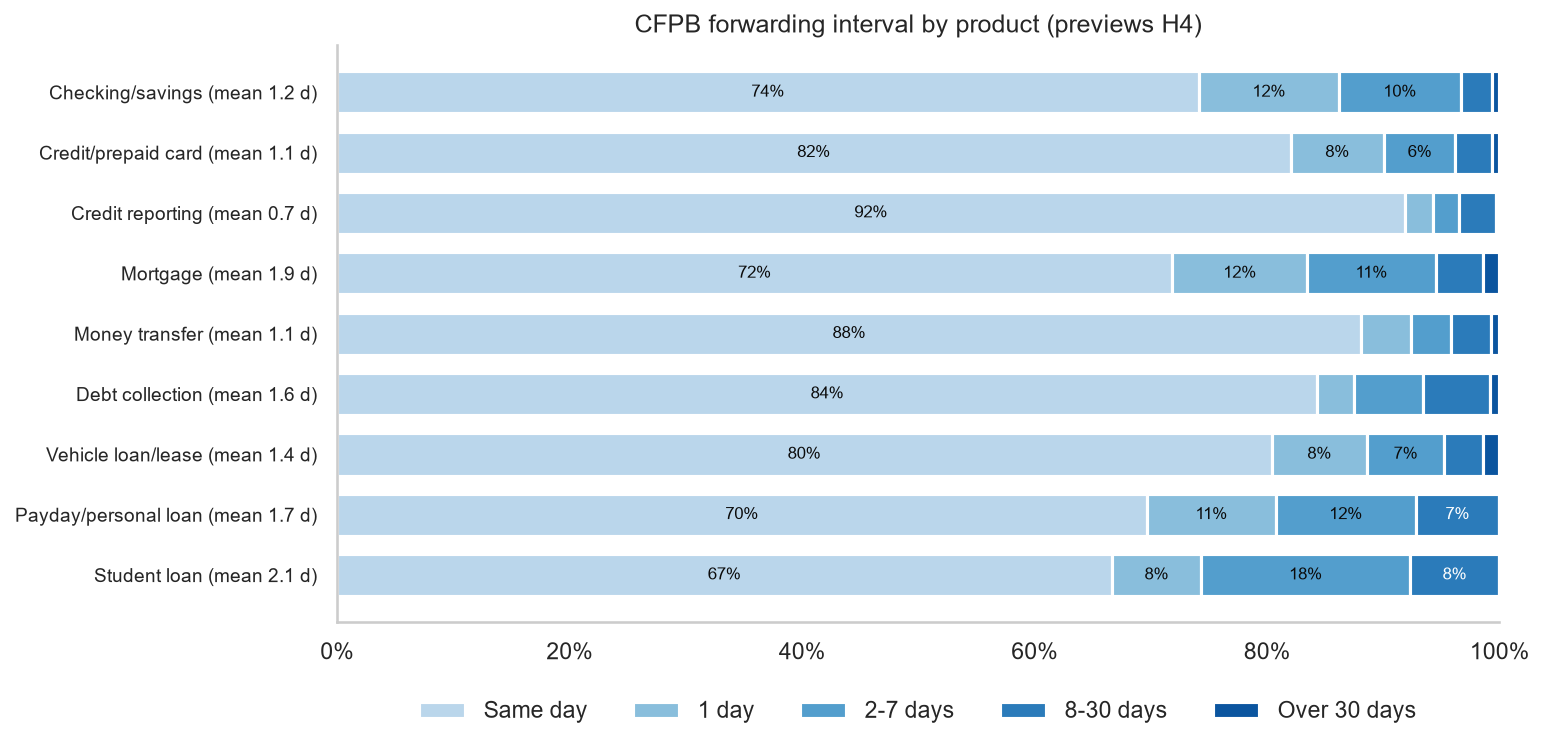 CFPB forwarding interval by product (previews H4)
Checking/savings (mean 1.2 d) 74% 12% 10%
Credit/prepaid card (mean 1.1 d) 82% 8% 6%
Credit reporting (mean 0.7 d) 92%
Mortgage (mean 1.9 d) 72% 12% 11%
Money transfer (mean 1.1 d) 88%
Debt collection (mean 1.6 d) 84%
Vehicle loan/lease (mean 1.4 d) 80% 8% 7%
Payday/personal loan (mean 1.7 d) 70% 11% 12% 7%
Student loan (mean 2.1 d) 67% 8% 18% 8%
0% 20% 40% 60% 80% 100%
Same day 1 day 2-7 days 8-30 days Over 30 days